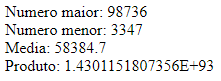 Numero maior: 98736
Numero menor: 3347
Media: 58384.7
Produto: 1.4301151807356E+93